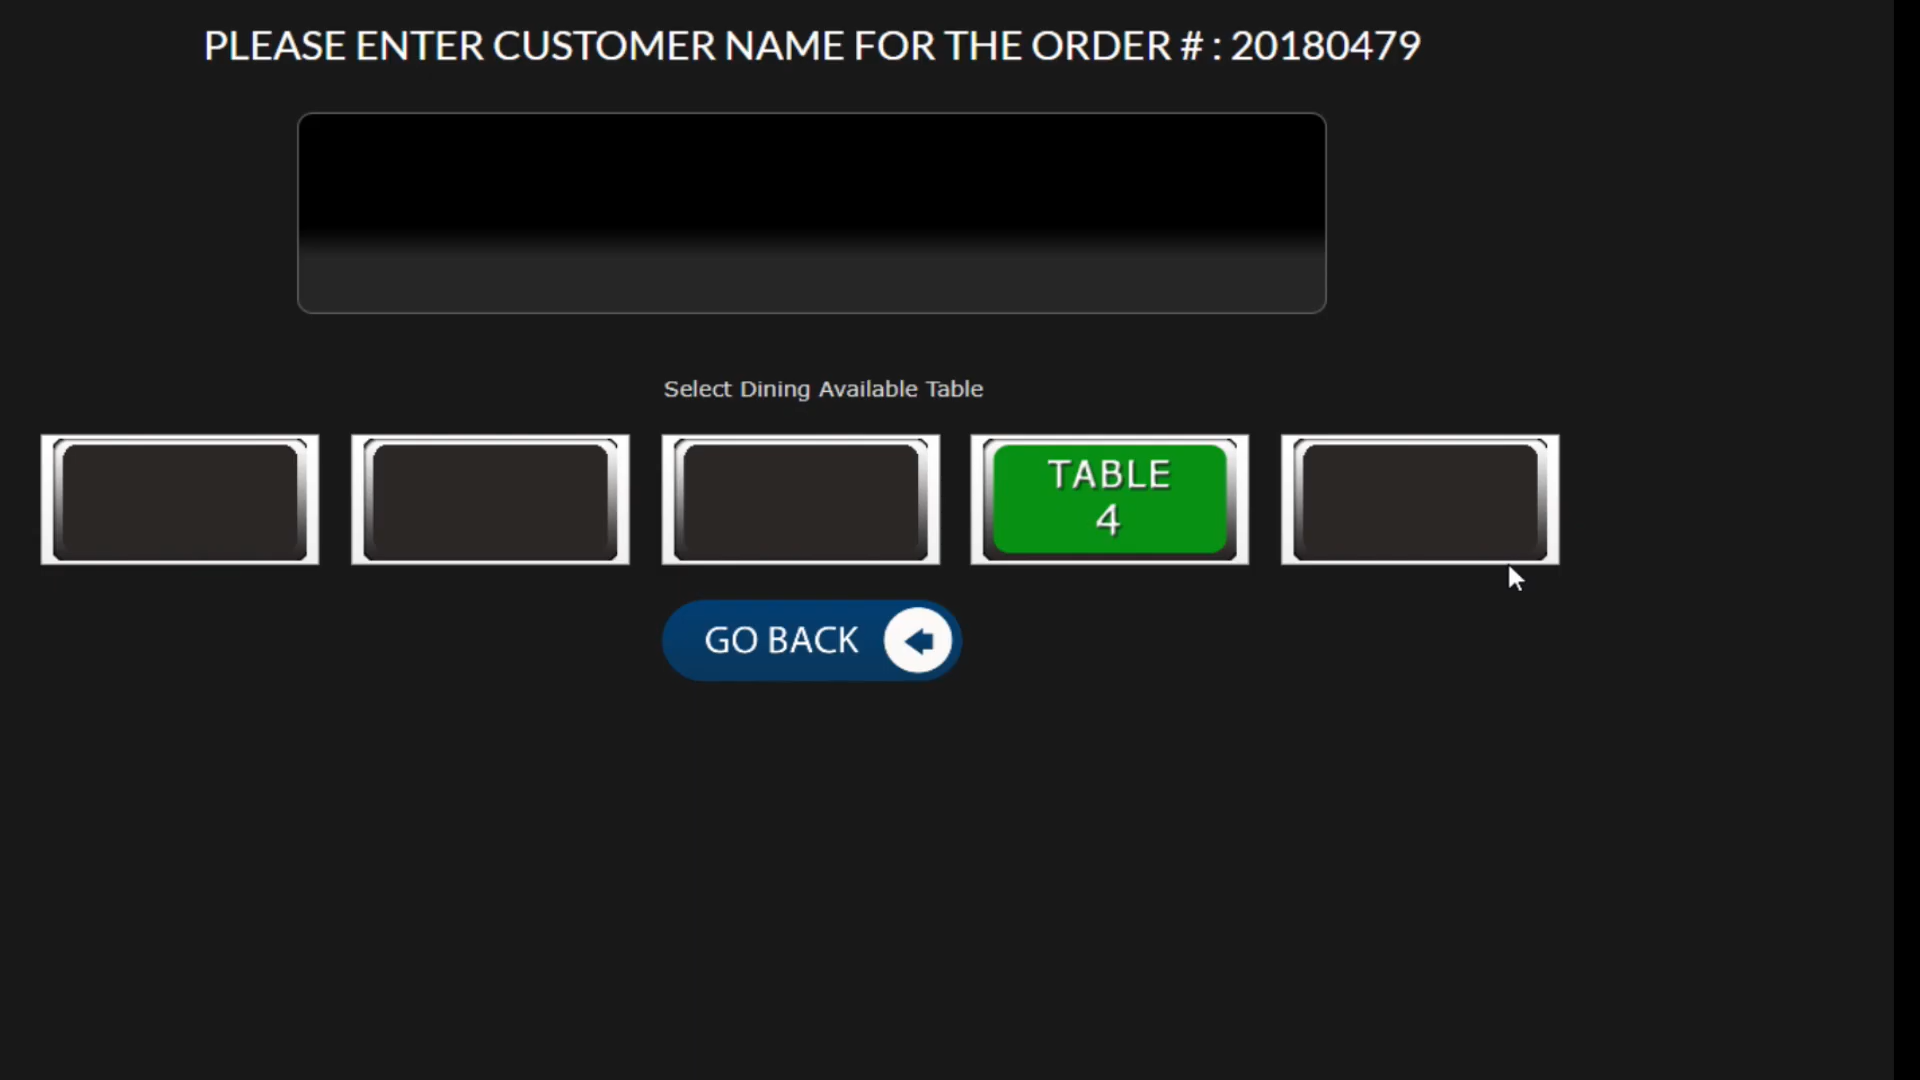 PLEASE ENTER CUSTOMER NAME FOR THE ORDER # : 20180479
Select Dining Available Table
TABLE
4
GO BACK